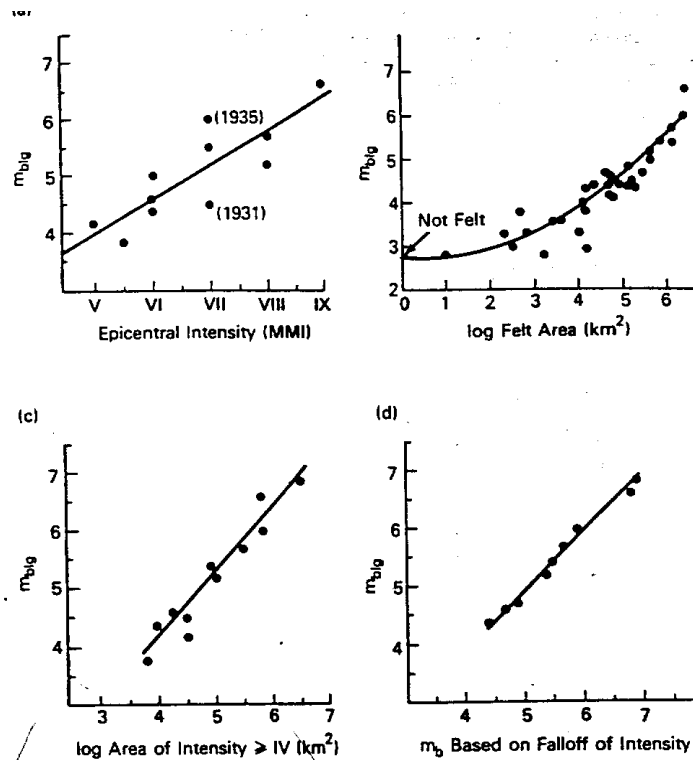 (a)
7
6
5
4
m_blg
(1935)
(1931)
V VI VII VIII IX
Epicentral Intensity (MMI)
7
6
5
4
3
2
m_blg
Not Felt
0 1 2 3 4 5 6
log Felt Area (km²)
(c)
7
6
5
4
m_blg
3 4 5 6 7
log Area of Intensity ⩾ IV (km²)
(d)
7
6
5
4
m_blg
4 5 6 7
m_b Based on Falloff of Intensity